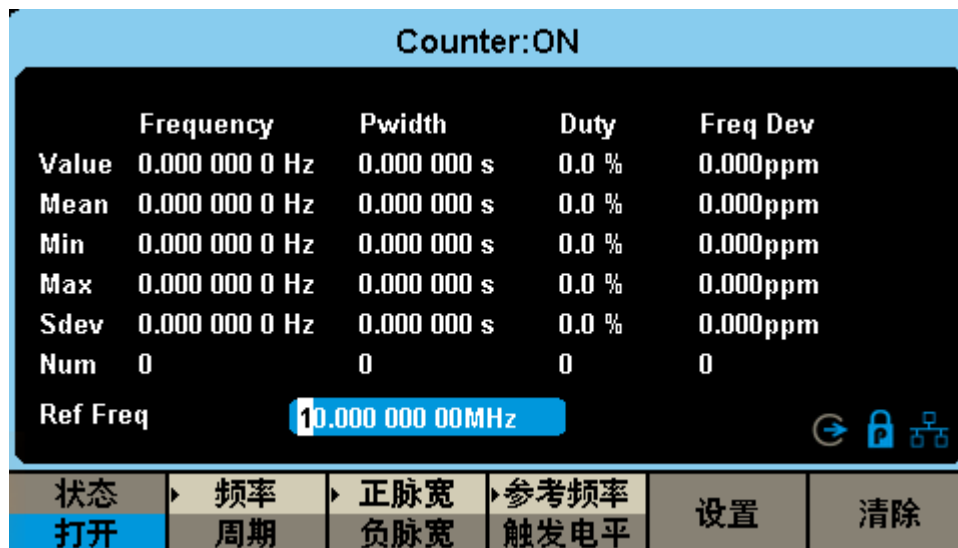 Counter:ON
Frequency Pwidth Duty Freq Dev
Value 0.000 000 0 Hz 0.000 000 s 0.0 % 0.000ppm
Mean 0.000 000 0 Hz 0.000 000 s 0.0 % 0.000ppm
Min 0.000 000 0 Hz 0.000 000 s 0.0 % 0.000ppm
Max 0.000 000 0 Hz 0.000 000 s 0.0 % 0.000ppm
Sdev 0.000 000 0 Hz 0.000 000 s 0.0 % 0.000ppm
Num 0 0 0 0
Ref Freq 10.000 000 00MHz
P
状态 频率 正脉宽 参考频率 设置 清除
打开 周期 负脉宽 触发电平